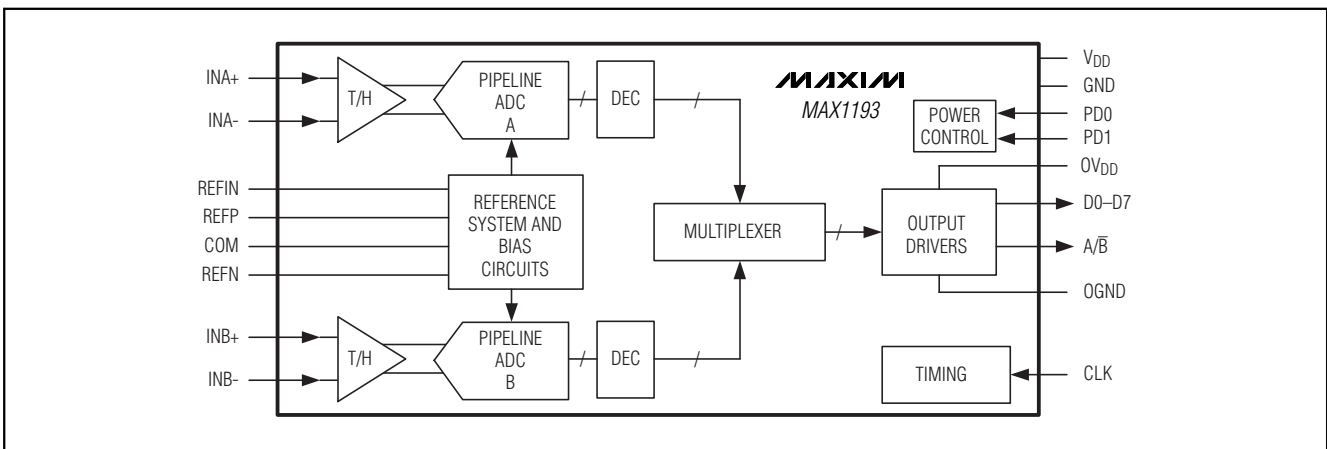 INA+
INA-
T/H
PIPELINE
ADC
A
DEC
MAXIM
MAX1193
VDD
GND
POWER
CONTROL
PD0
PD1
REFIN
REFP
COM
REFN
REFERENCE
SYSTEM AND
BIAS
CIRCUITS
MULTIPLEXER
OUTPUT
DRIVERS
OVDD
D0–D7
A/B̅
OGND
INB+
INB-
T/H
PIPELINE
ADC
B
DEC
TIMING
CLK